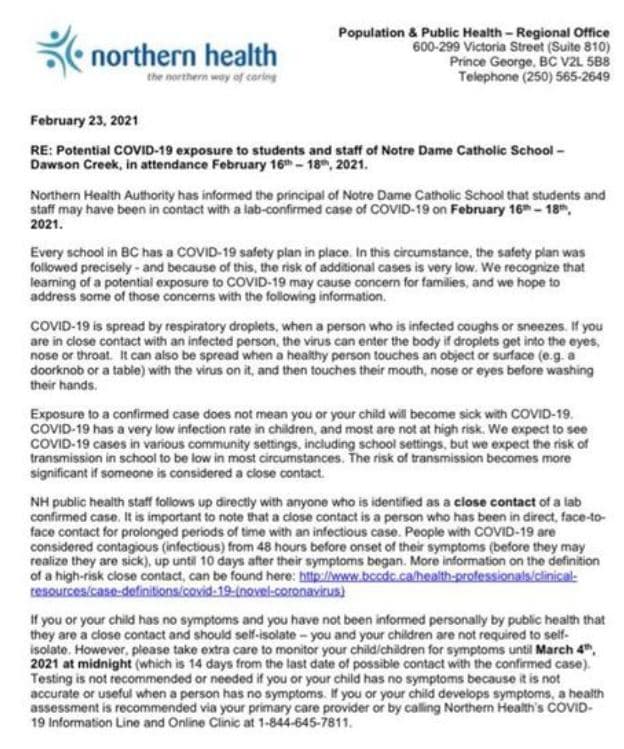 northern health
the northern way of caring
Population & Public Health – Regional Office
600-299 Victoria Street (Suite 810)
Prince George, BC V2L 5B8
Telephone (250) 565-2649
February 23, 2021
RE: Potential COVID-19 exposure to students and staff of Notre Dame Catholic School –
Dawson Creek, in attendance February 16th – 18th, 2021.
Northern Health Authority has informed the principal of Notre Dame Catholic School that students and
staff may have been in contact with a lab-confirmed case of COVID-19 on February 16th – 18th,
2021.
Every school in BC has a COVID-19 safety plan in place. In this circumstance, the safety plan was
followed precisely - and because of this, the risk of additional cases is very low. We recognize that
learning of a potential exposure to COVID-19 may cause concern for families, and we hope to
address some of those concerns with the following information.
COVID-19 is spread by respiratory droplets, when a person who is infected coughs or sneezes. If you
are in close contact with an infected person, the virus can enter the body if droplets get into the eyes,
nose or throat. It can also be spread when a healthy person touches an object or surface (e.g. a
doorknob or a table) with the virus on it, and then touches their mouth, nose or eyes before washing
their hands.
Exposure to a confirmed case does not mean you or your child will become sick with COVID-19.
COVID-19 has a very low infection rate in children, and most are not at high risk. We expect to see
COVID-19 cases in various community settings, including school settings, but we expect the risk of
transmission in school to be low in most circumstances. The risk of transmission becomes more
significant if someone is considered a close contact.
NH public health staff follows up directly with anyone who is identified as a close contact of a lab
confirmed case. It is important to note that a close contact is a person who has been in direct, face-to-
face contact for prolonged periods of time with an infectious case. People with COVID-19 are
considered contagious (infectious) from 48 hours before onset of their symptoms (before they may
realize they are sick), up until 10 days after their symptoms began. More information on the definition
of a high-risk close contact, can be found here: http://www.bccdc.ca/health-professionals/clinical-
resources/case-definitions/covid-19-(novel-coronavirus)
If you or your child has no symptoms and you have not been informed personally by public health that
they are a close contact and should self-isolate – you and your children are not required to self-
isolate. However, please take extra care to monitor your child/children for symptoms until March 4th,
2021 at midnight (which is 14 days from the last date of possible contact with the confirmed case).
Testing is not recommended or needed if you or your child has no symptoms because it is not
accurate or useful when a person has no symptoms. If you or your child develops symptoms, a health
assessment is recommended via your primary care provider or by calling Northern Health's COVID-
19 Information Line and Online Clinic at 1-844-645-7811.